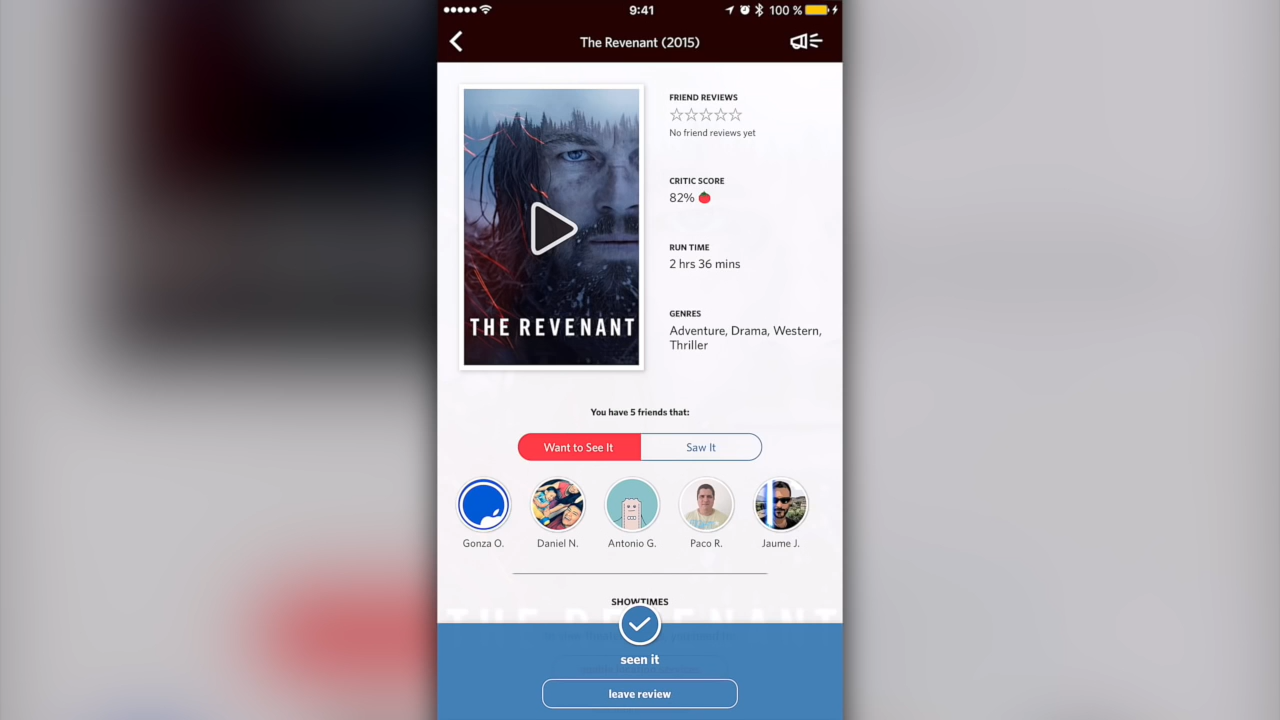 9:41
100 %
The Revenant (2015)
FRIEND REVIEWS
No friend reviews yet
CRITIC SCORE
82%
RUN TIME
2 hrs 36 mins
GENRES
Adventure, Drama, Western,
Thriller
THE REVENANT
You have 5 friends that:
Want to See It
Saw It
Gonza O.
Daniel N.
Antonio G.
Paco R.
Jaume J.
SHOWTIMES
THE REVENANT
seen it
leave review